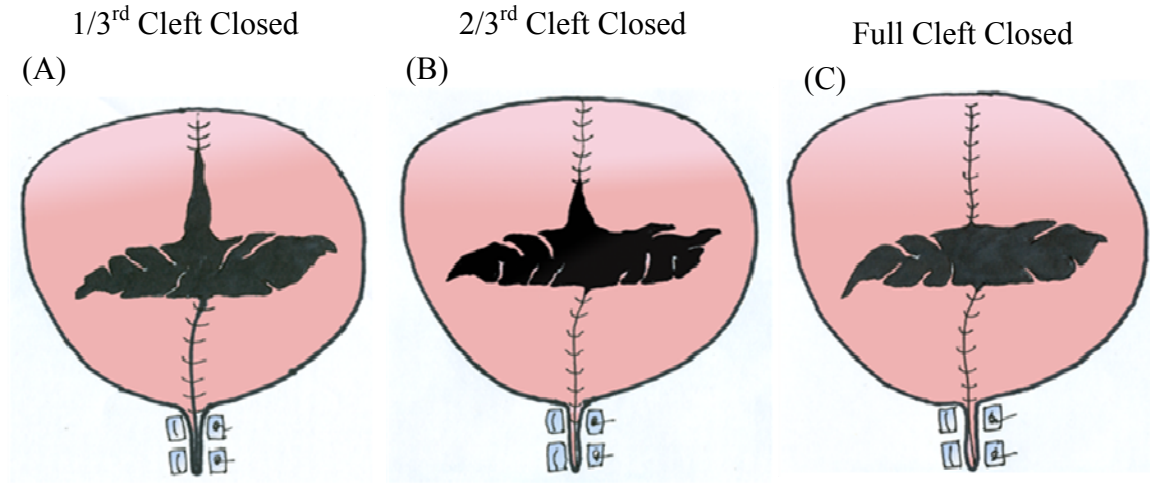 1/3rd Cleft Closed
2/3rd Cleft Closed
Full Cleft Closed
(A)
(B)
(C)